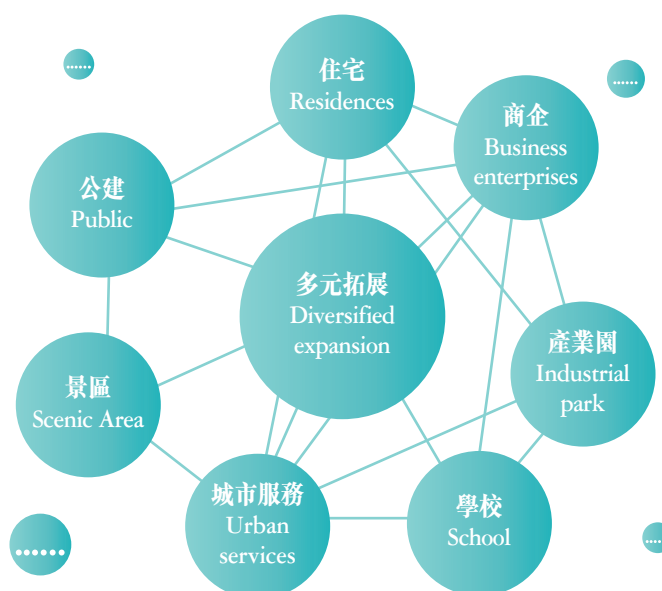 ……
住宅
Residences
……
商企
Business
enterprises
公建
Public
多元拓展
Diversified
expansion
產業園
Industrial
park
景區
Scenic Area
城市服務
Urban
services
學校
School
……
……